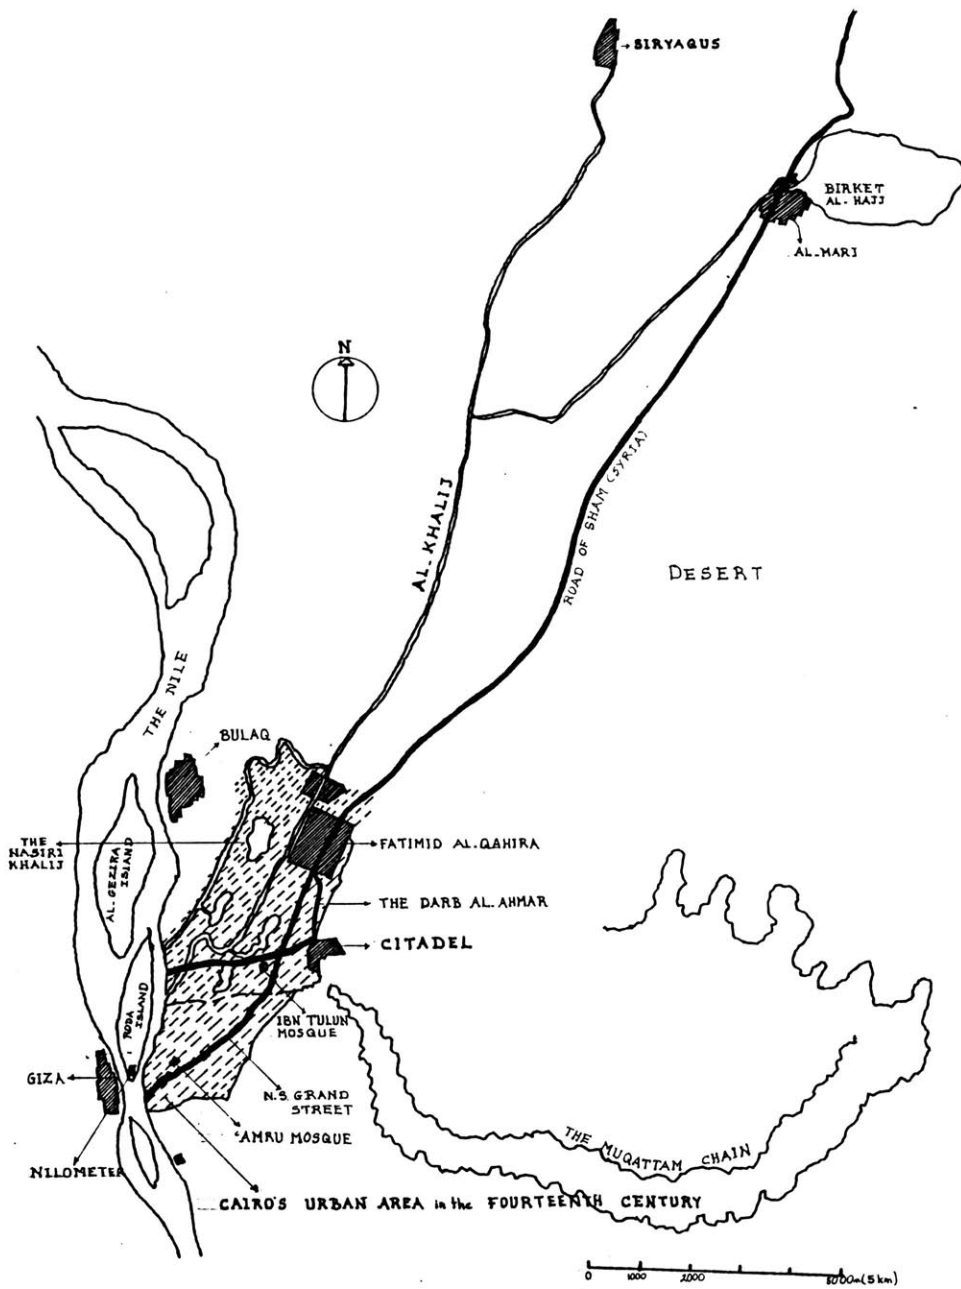 SIRYAQUS
BIRKET
AL-HAJJ
AL-MARJ
N
AL-KHALIJ
ROAD OF SHAM (SYRIA)
DESERT
THE NILE
BULAQ
THE
NASIRI
KHALIJ
AL-GEZIRA
ISLAND
FATIMID AL-QAHIRA
THE DARB AL-AHMAR
CITADEL
RODA
ISLAND
IBN TULUN
MOSQUE
GIZA
N.S. GRAND
STREET
'AMRU MOSQUE
THE MUQATTAM CHAIN
NILOMETER
CAIRO'S URBAN AREA in the FOURTEENTH CENTURY
0 1000 2000 5000m (5 km)